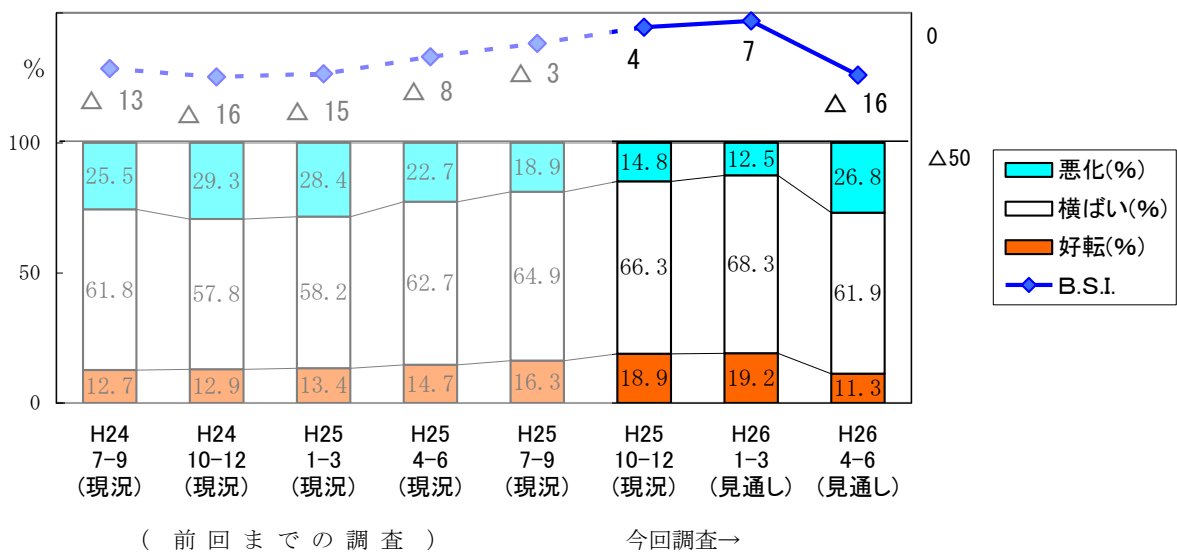 %
0
△50
4
7
△ 16
△ 13
△ 16
△ 15
△ 8
△ 3
100
50
0
25.5
29.3
28.4
22.7
18.9
14.8
12.5
26.8
61.8
57.8
58.2
62.7
64.9
66.3
68.3
61.9
12.7
12.9
13.4
14.7
16.3
18.9
19.2
11.3
悪化(%)
横ばい(%)
好転(%)
B.S.I.
H24
7-9
(現況)
H24
10-12
(現況)
H25
1-3
(現況)
H25
4-6
(現況)
H25
7-9
(現況)
H25
10-12
(現況)
H26
1-3
(見通し)
H26
4-6
(見通し)
( 前 回 ま で の 調 査 )
今回調査→